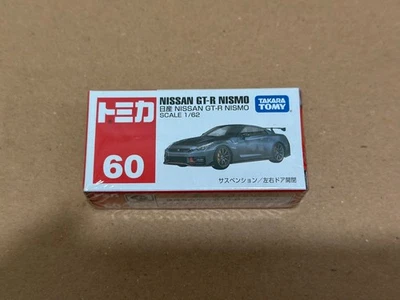 トミカ
60
NISSAN GT-R NISMO
日産 NISSAN GT-R NISMO
SCALE 1/62
TAKARA
TOMY
サスペンション／左右ドア開閉